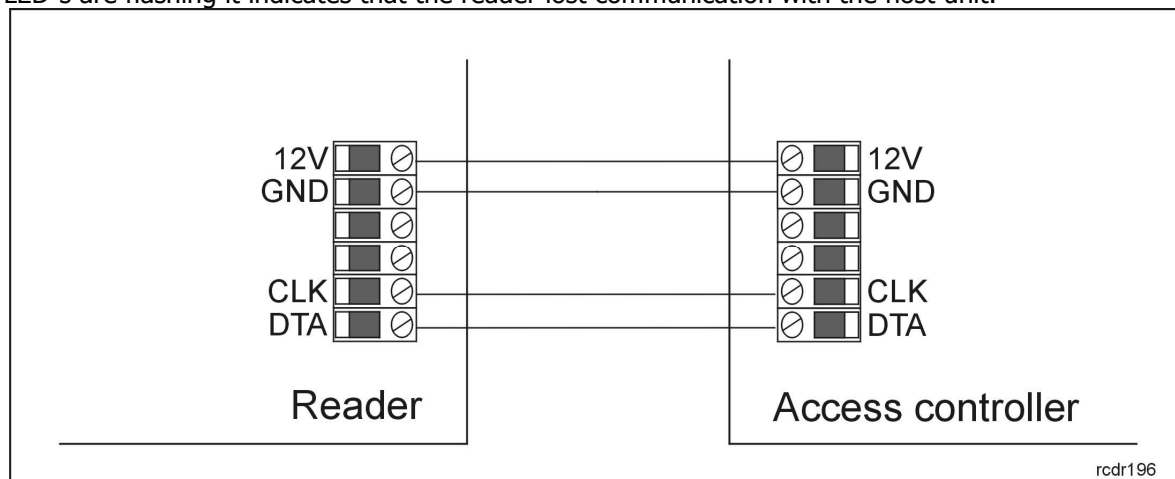 LED's are flashing it indicates that the reader lost communication with the host unit.
12V 12V
GND GND
CLK CLK
DTA DTA
Reader Access controller
rcdr196